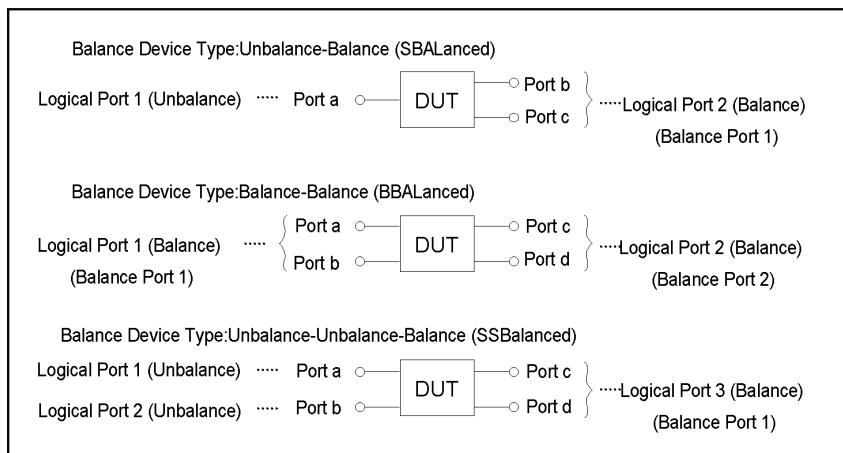 Balance Device Type:Unbalance-Balance (SBALanced)
Logical Port 1 (Unbalance) ····· Port a DUT Port b
Port c
·····Logical Port 2 (Balance)
(Balance Port 1)
Balance Device Type:Balance-Balance (BBALanced)
Port a DUT Port c
Logical Port 1 (Balance) ····· Port b Port d ·····Logical Port 2 (Balance)
(Balance Port 1) (Balance Port 2)
Balance Device Type:Unbalance-Unbalance-Balance (SSBalanced)
Logical Port 1 (Unbalance) ····· Port a DUT Port c
Logical Port 2 (Unbalance) ····· Port b Port d ·····Logical Port 3 (Balance)
(Balance Port 1)